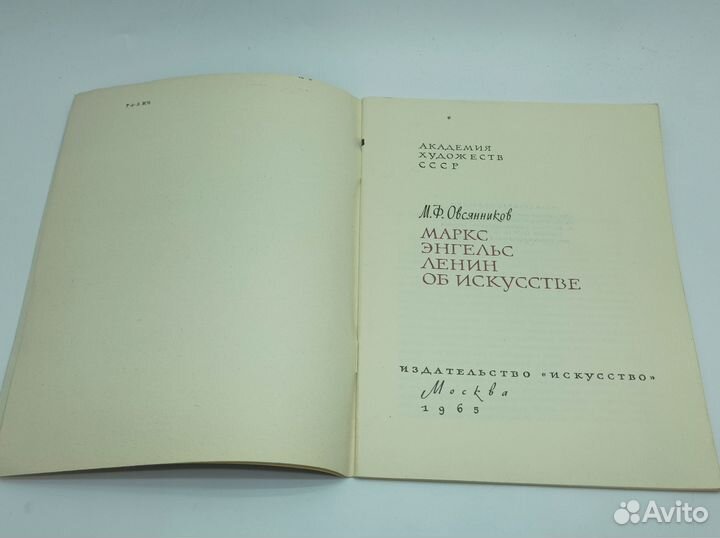 АКАДЕМИЯ
ХУДОЖЕСТВ
СССР
М.Ф. Овсянников
МАРКС
ЭНГЕЛЬС
ЛЕНИН
ОБ ИСКУССТВЕ
ИЗДАТЕЛЬСТВО «ИСКУССТВО»
Москва
1965
Avito